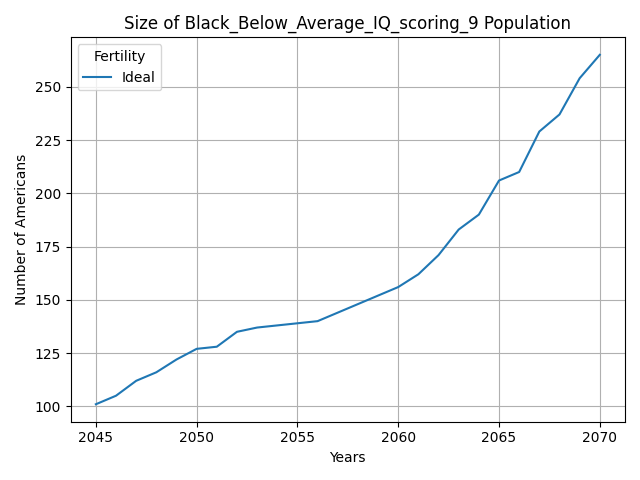 Size of Black_Below_Average_IQ_scoring_9 Population
Fertility
Ideal
Number of Americans
250
225
200
175
150
125
100
2045 2050 2055 2060 2065 2070
Years